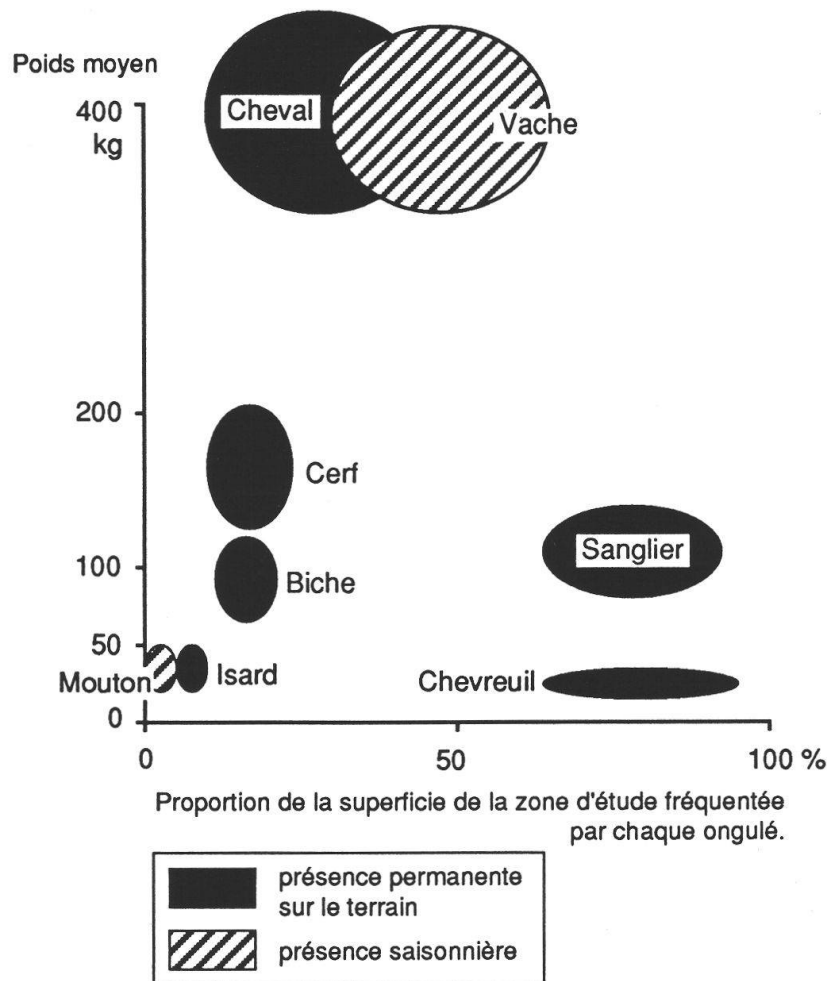 Poids moyen
400
kg
Cheval
Vache
200
Cerf
100
Sanglier
Biche
50
Mouton
Isard
Chevreuil
0
0
50
100 %
Proportion de la superficie de la zone d'étude fréquentée
par chaque ongulé.
présence permanente
sur le terrain
présence saisonnière